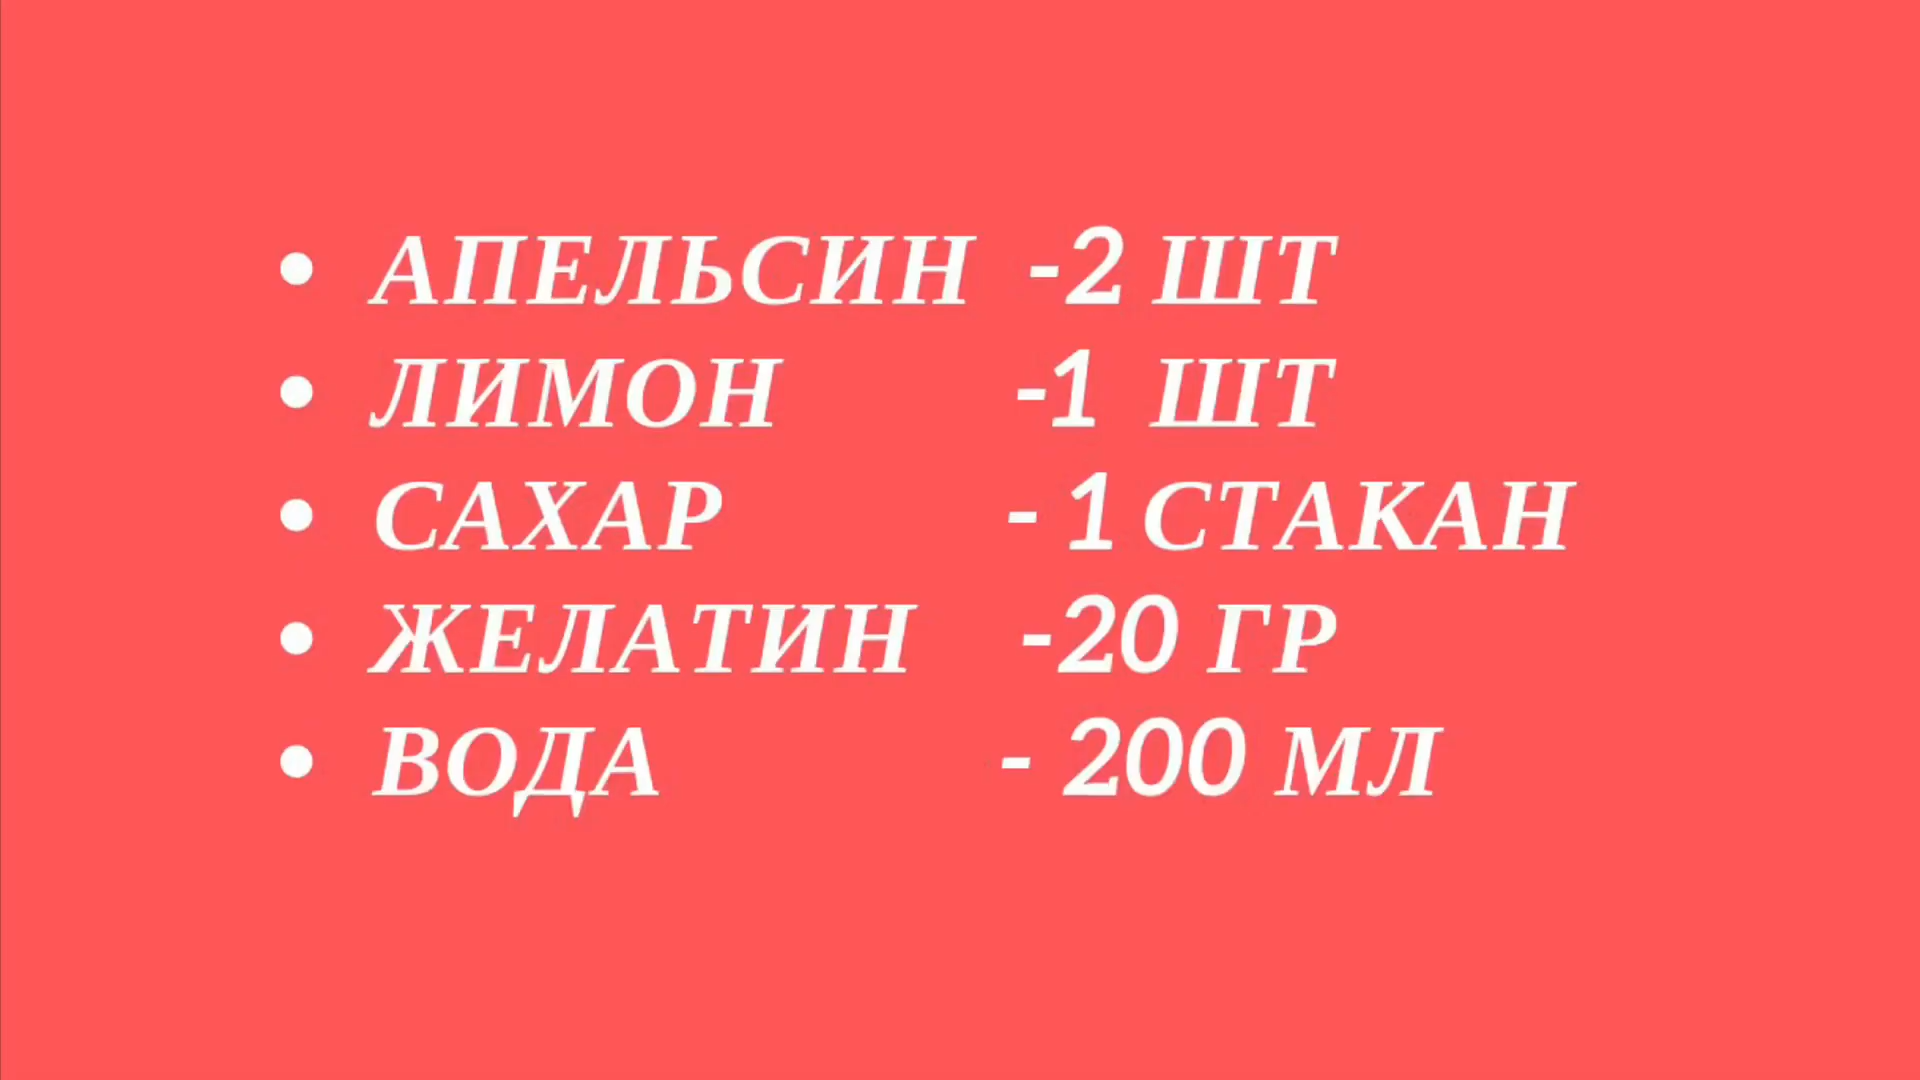 • АПЕЛЬСИН -2 ШТ
• ЛИМОН -1 ШТ
• САХАР - 1 СТАКАН
• ЖЕЛАТИН -20 ГР
• ВОДА - 200 МЛ